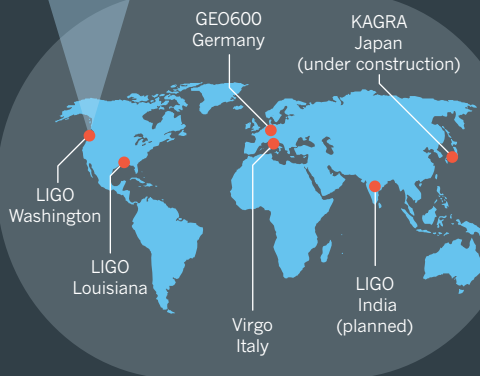 GEO600
Germany
KAGRA
Japan
(under construction)
LIGO
Washington
LIGO
Louisiana
Virgo
Italy
LIGO
India
(planned)